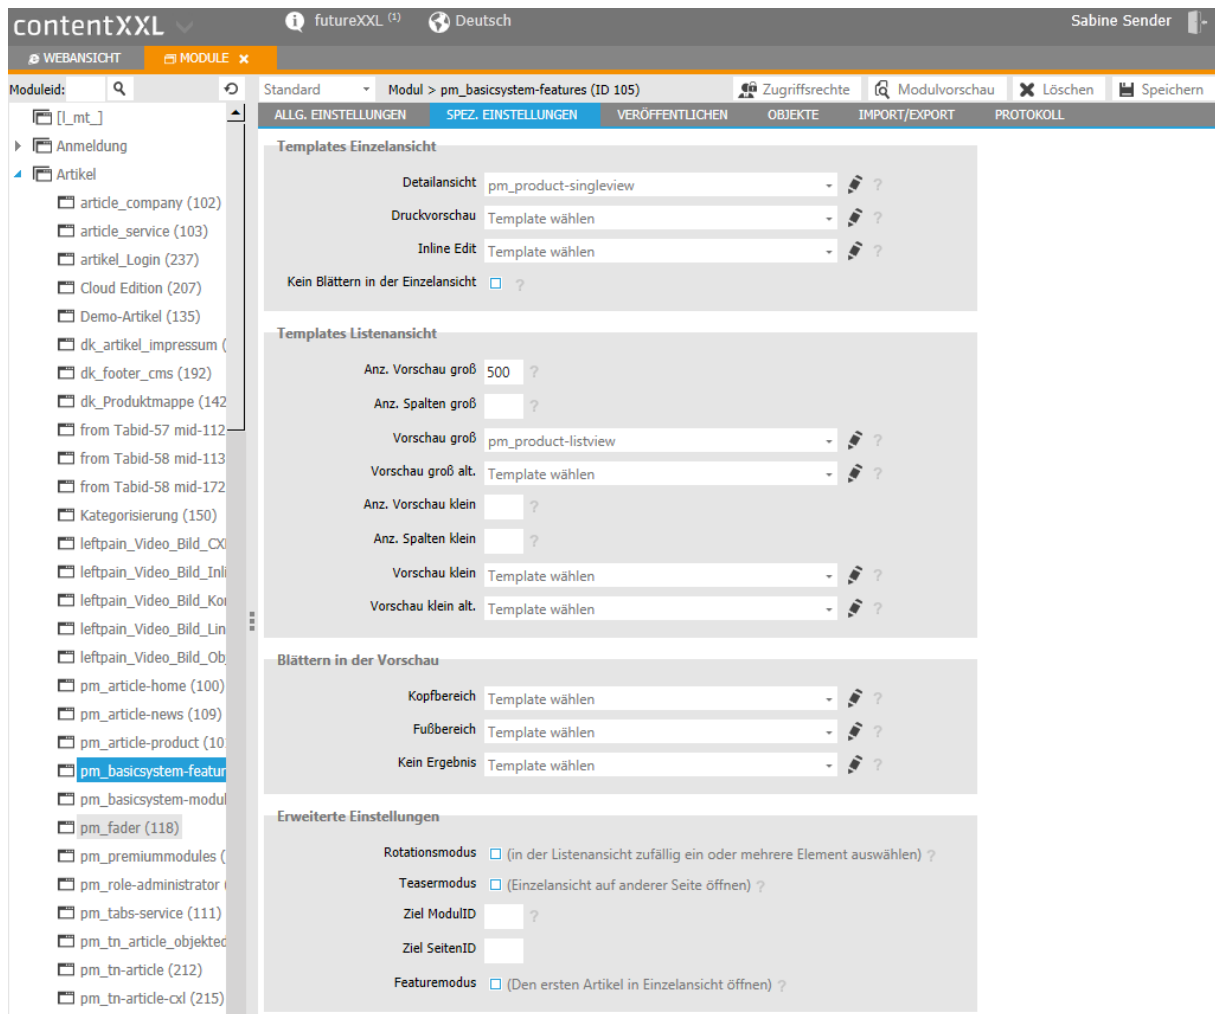 contentXXL
futureXXL (1)
Deutsch
Sabine Sender
WEBANSICHT
MODULE
Moduleid:
Standard
Modul > pm_basicsystem-features (ID 105)
Zugriffsrechte
Modulvorschau
Löschen
Speichern
ALLG. EINSTELLUNGEN
SPEZ. EINSTELLUNGEN
VERÖFFENTLICHEN
OBJEKTE
IMPORT/EXPORT
PROTOKOLL
[l_mt_]
Anmeldung
Artikel
article_company (102)
article_service (103)
artikel_Login (237)
Cloud Edition (207)
Demo-Artikel (135)
dk_artikel_impressum (
dk_footer_cms (192)
dk_Produktmappe (142
from Tabid-57 mid-112
from Tabid-58 mid-113
from Tabid-58 mid-172
Kategorisierung (150)
leftpain_Video_Bild_CX
leftpain_Video_Bild_Inli
leftpain_Video_Bild_Ko
leftpain_Video_Bild_Lin
leftpain_Video_Bild_Ob
pm_article-home (100)
pm_article-news (109)
pm_article-product (10
pm_basicsystem-featur
pm_basicsystem-modul
pm_fader (118)
pm_premiummodules (
pm_role-administrator (
pm_tabs-service (111)
pm_tn_article_objekted
pm_tn-article (212)
pm_tn-article-cxl (215)
Templates Einzelansicht
Detailansicht pm_product-singleview ?
Druckvorschau Template wählen ?
Inline Edit Template wählen ?
Kein Blättern in der Einzelansicht ?
Templates Listenansicht
Anz. Vorschau groß 500 ?
Anz. Spalten groß ?
Vorschau groß pm_product-listview ?
Vorschau groß alt. Template wählen ?
Anz. Vorschau klein ?
Anz. Spalten klein ?
Vorschau klein Template wählen ?
Vorschau klein alt. Template wählen ?
Blättern in der Vorschau
Kopfbereich Template wählen ?
Fußbereich Template wählen ?
Kein Ergebnis Template wählen ?
Erweiterte Einstellungen
Rotationsmodus (in der Listenansicht zufällig ein oder mehrere Element auswählen) ?
Teasermodus (Einzelansicht auf anderer Seite öffnen) ?
Ziel ModulID ?
Ziel SeitenID
Featuremodus (Den ersten Artikel in Einzelansicht öffnen) ?